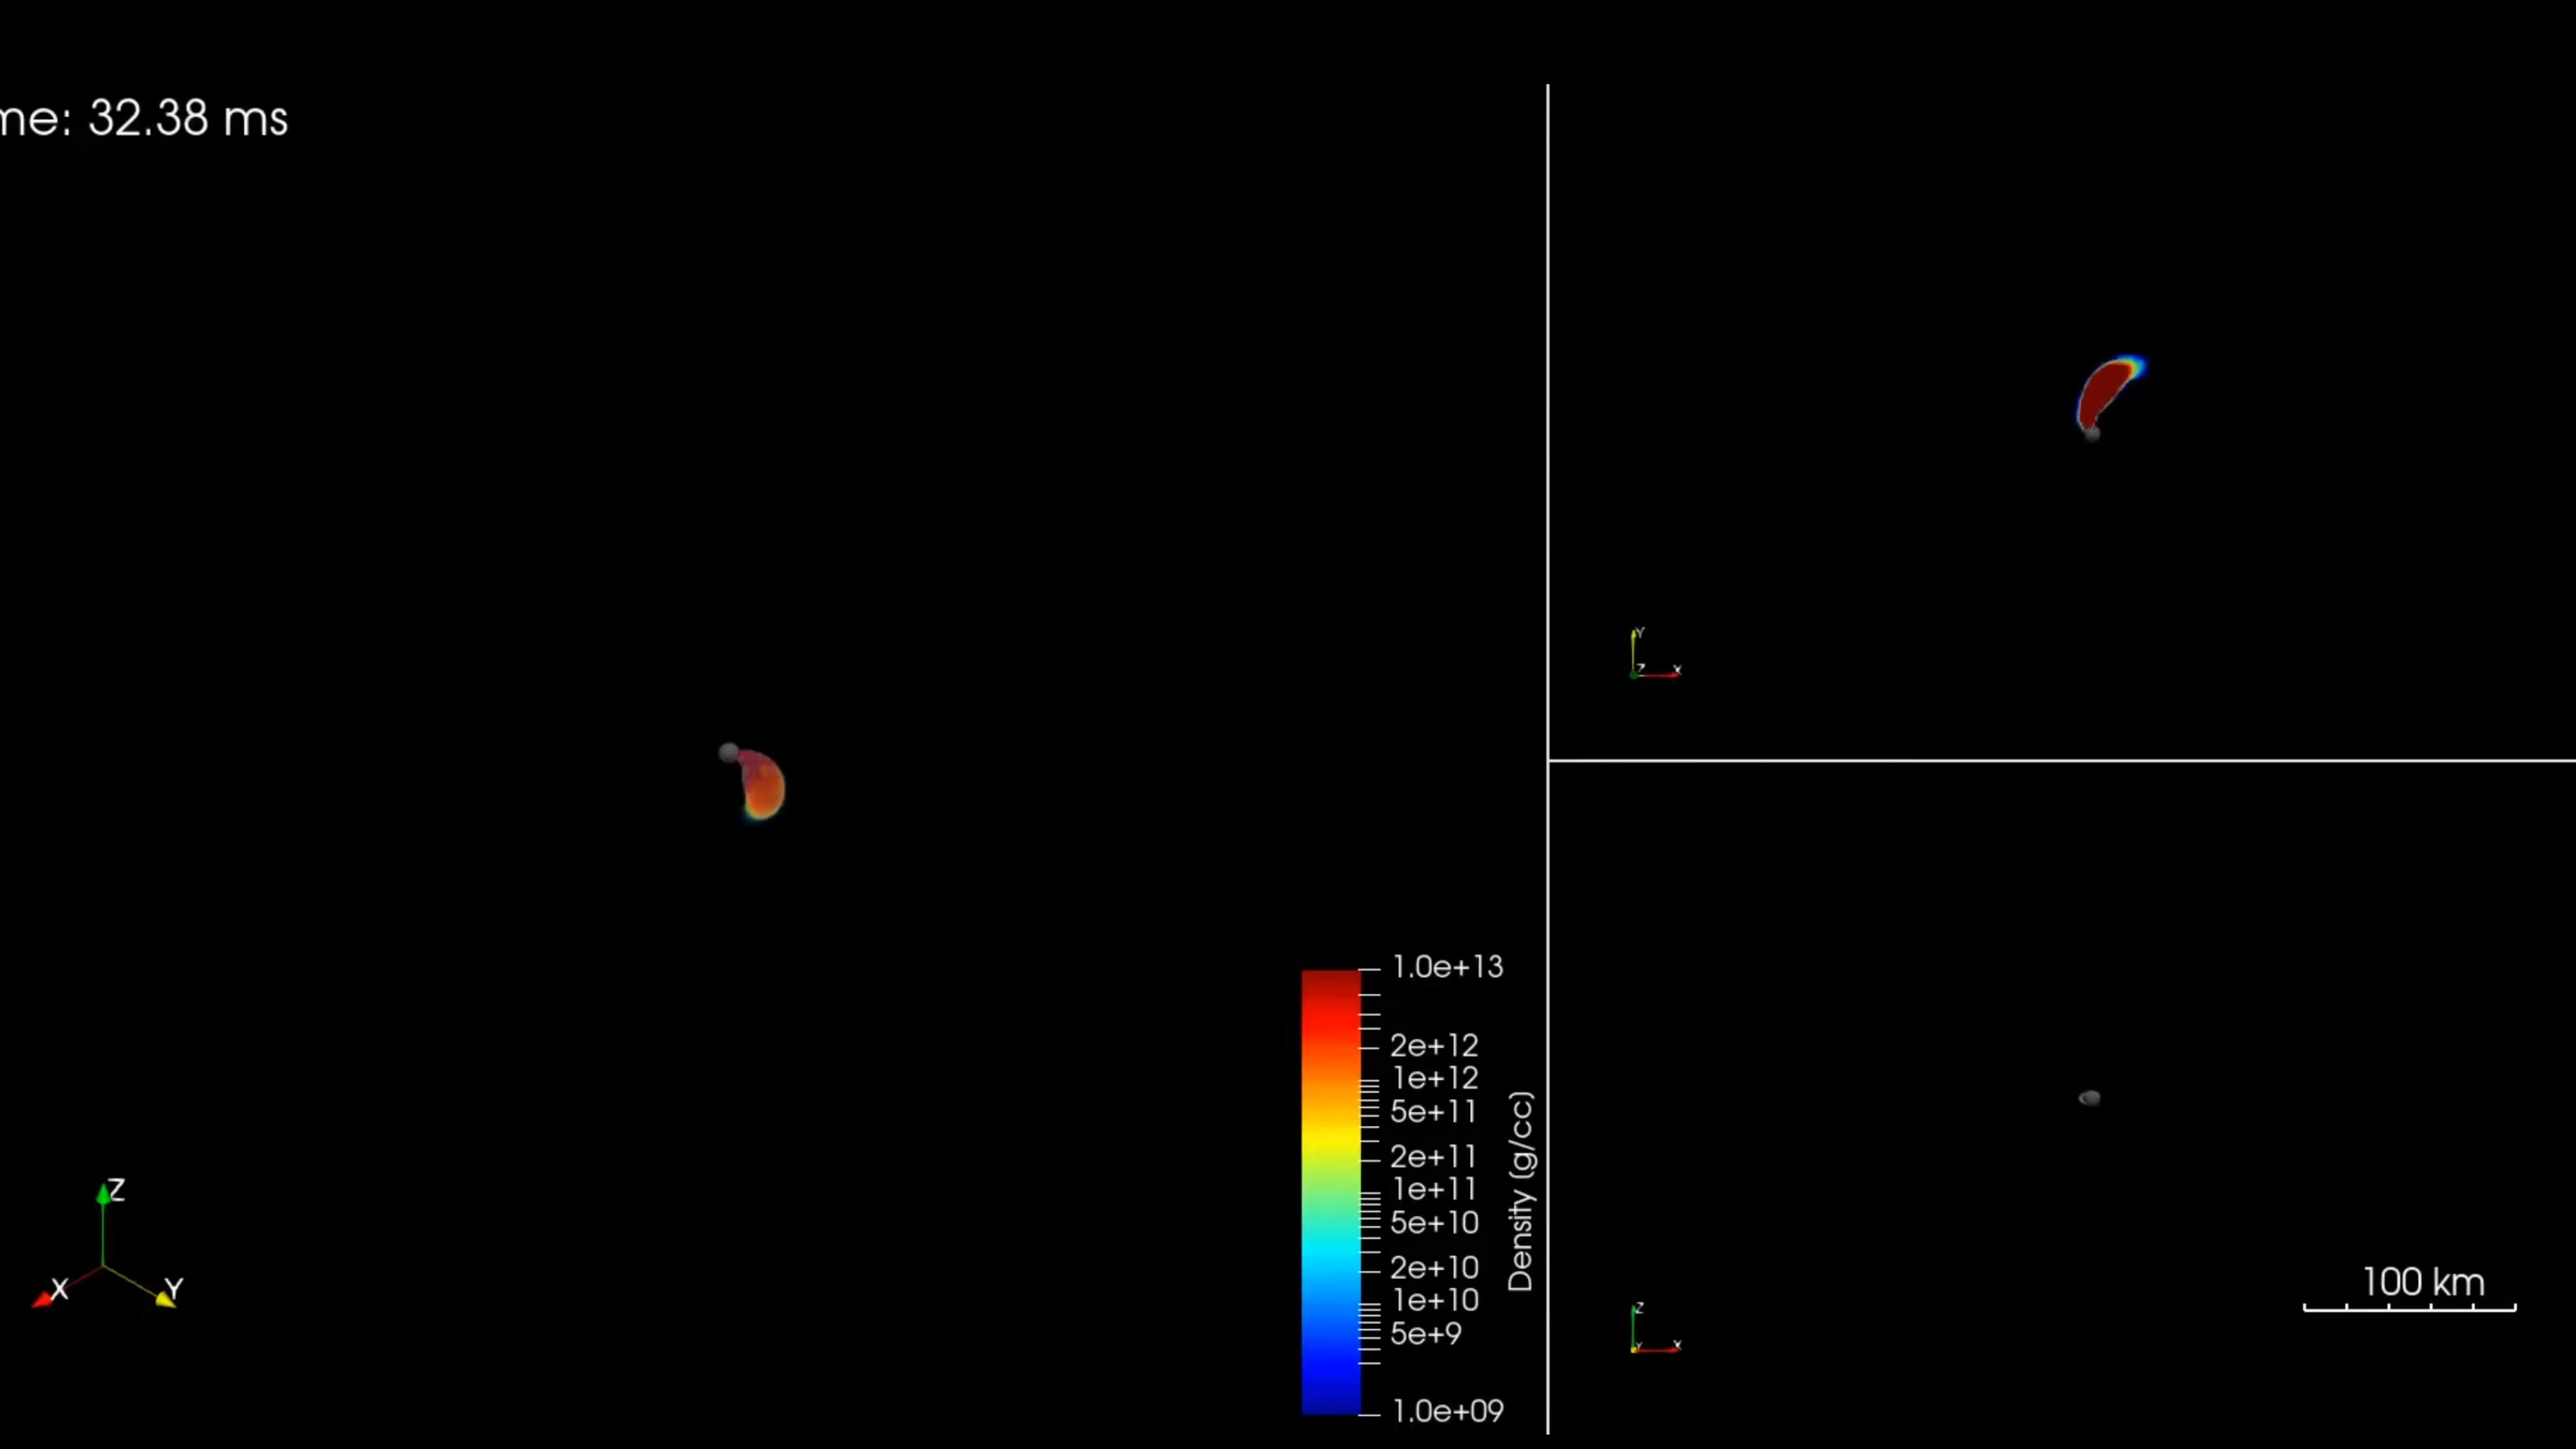 me: 32.38 ms
Y
Z
X
1.0e+13
2e+12
1e+12
5e+11
2e+11
1e+11
5e+10
2e+10
1e+10
5e+9
1.0e+09
Density (g/cc)
Z
X
Y
100 km
Z
Y
X